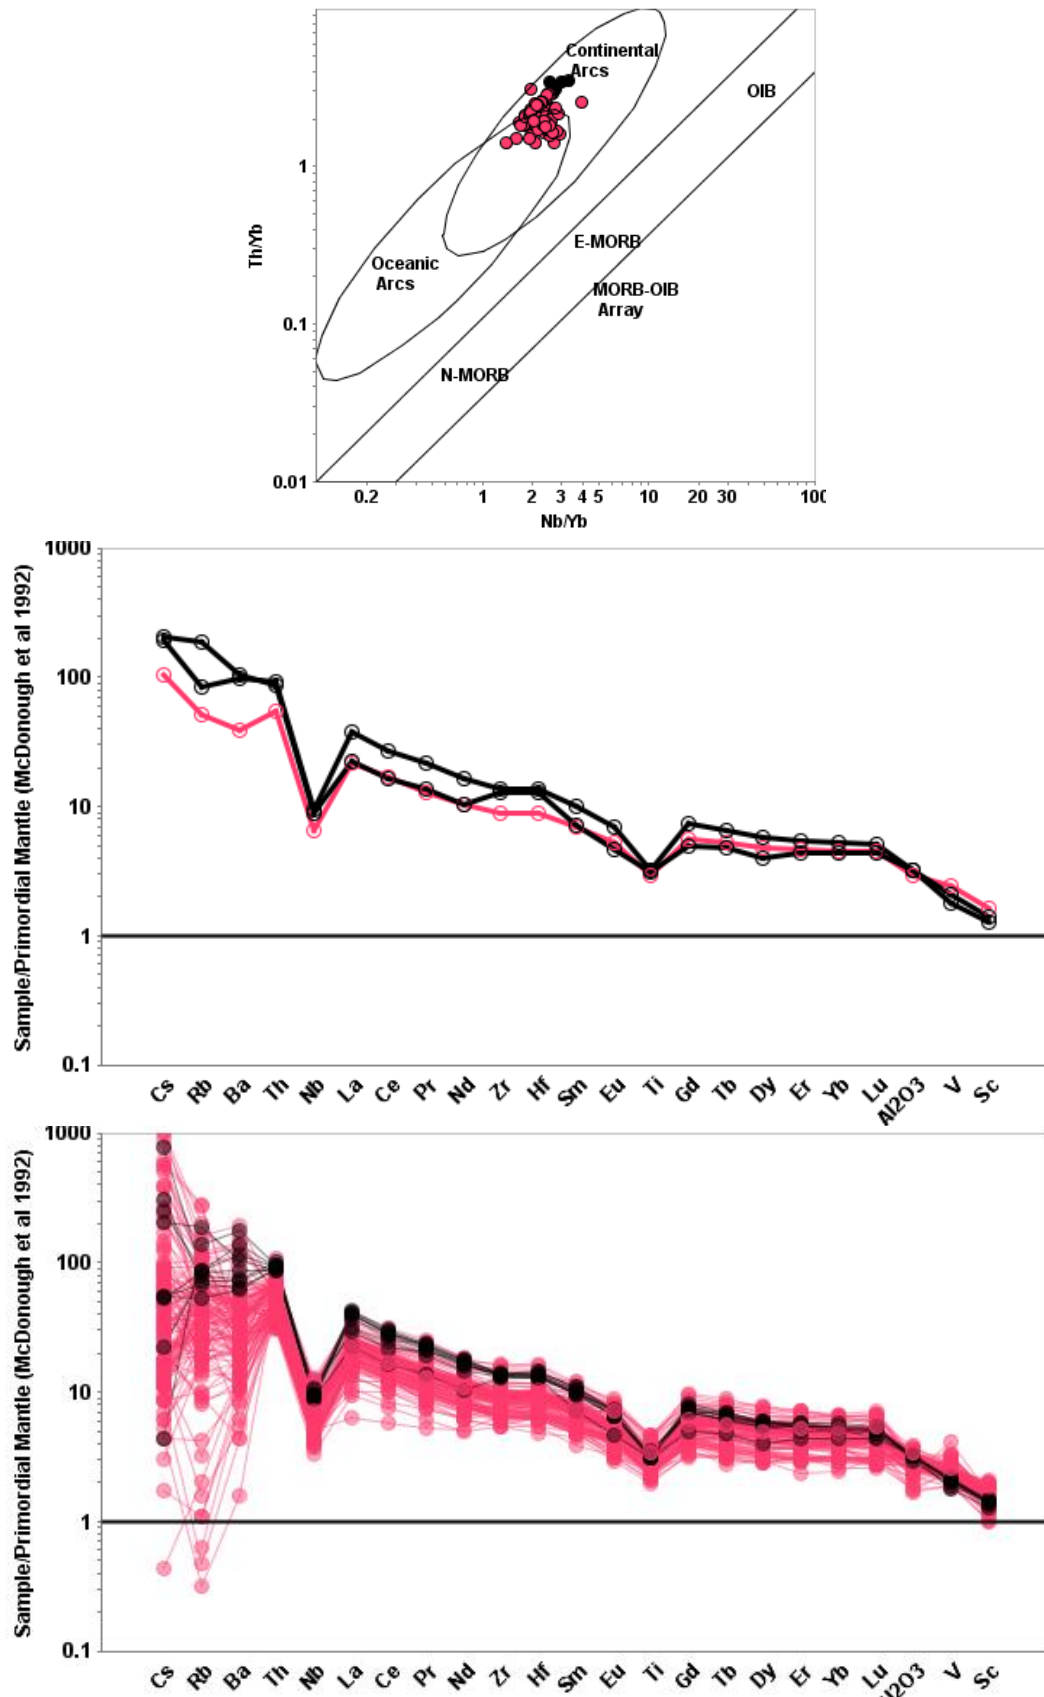 Continental
Arcs
OIB
1
Th/Yb
E-MORB
Oceanic
Arcs
MORB-OIB
Array
0.1
N-MORB
0.01
0.2 1 2 3 4 5 10 20 30 100
Nb/Yb
1000
100
10
1
0.1
Sample/Primordial Mantle (McDonough et al 1992)
Cs Rb Ba Th Nb La Ce Pr Nd Zr Hf Sm Eu Ti Gd Tb Dy Er Yb Lu Al2O3 V Sc
1000
100
10
1
0.1
Sample/Primordial Mantle (McDonough et al 1992)
Cs Rb Ba Th Nb La Ce Pr Nd Zr Hf Sm Eu Ti Gd Tb Dy Er Yb Lu Al2O3 V Sc